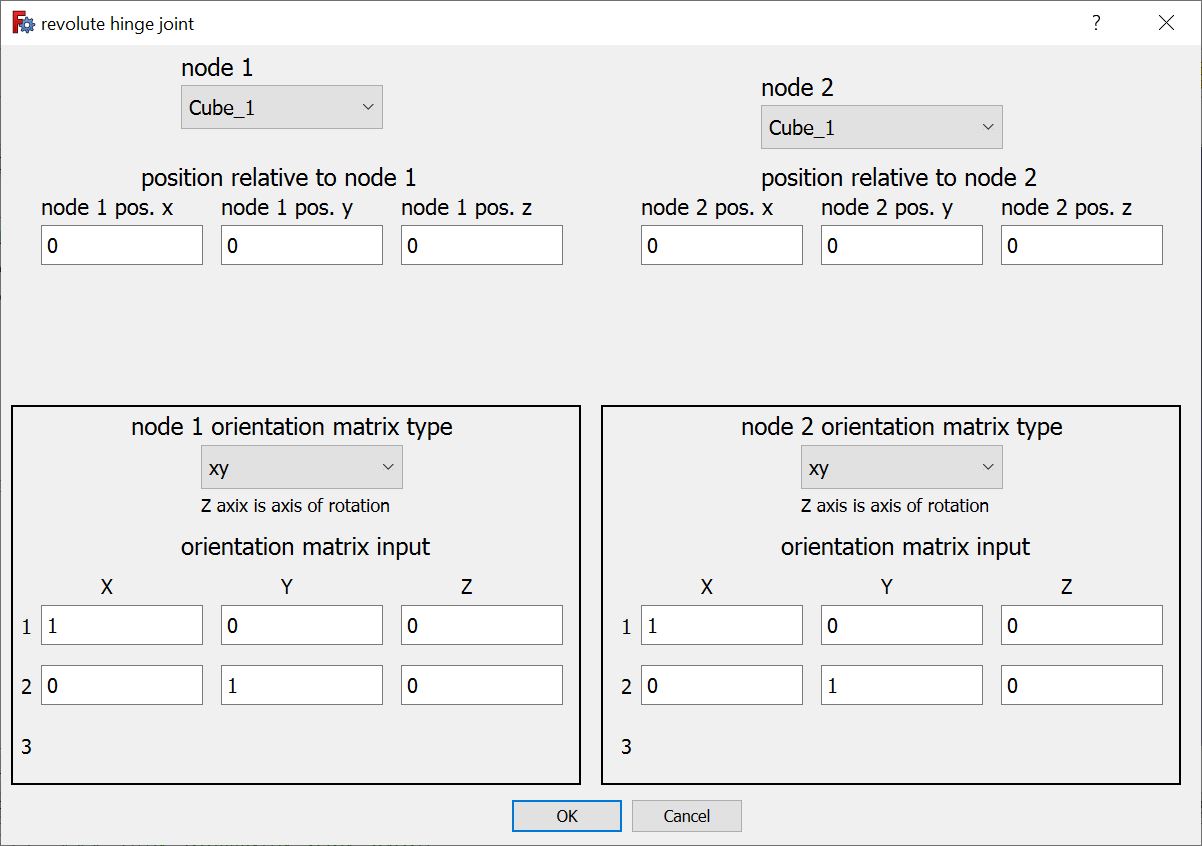 revolute hinge joint ?
node 1
Cube_1
position relative to node 1
node 1 pos. x node 1 pos. y node 1 pos. z
0 0 0
node 2
Cube_1
position relative to node 2
node 2 pos. x node 2 pos. y node 2 pos. z
0 0 0
node 1 orientation matrix type
xy
Z axix is axis of rotation
orientation matrix input
X Y Z
1 1 0 0
2 0 1 0
3
node 2 orientation matrix type
xy
Z axis is axis of rotation
orientation matrix input
X Y Z
1 1 0 0
2 0 1 0
3
OK Cancel